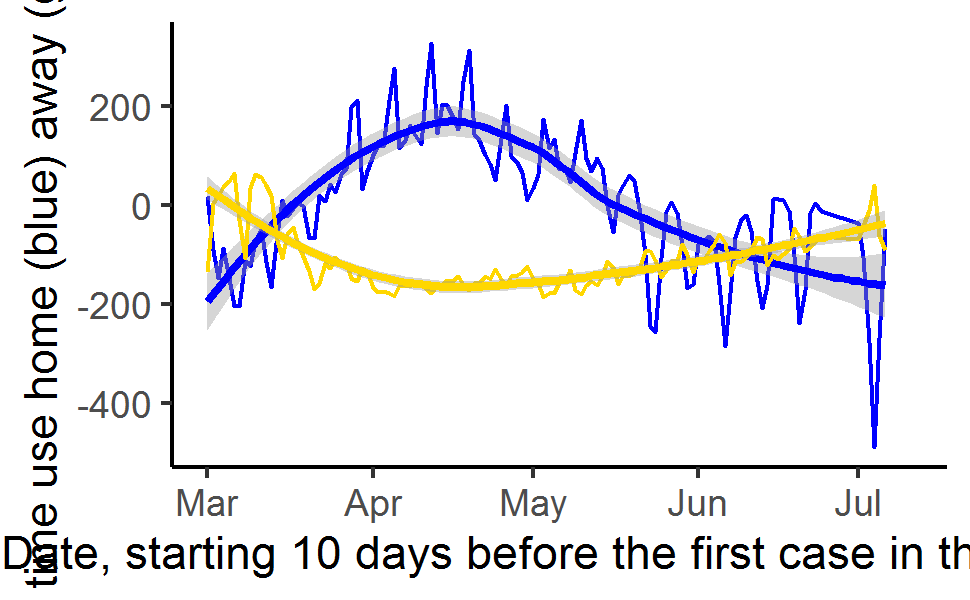 time use home (blue) away (
200
0
-200
-400
Mar Apr May Jun Jul
Date, starting 10 days before the first case in th